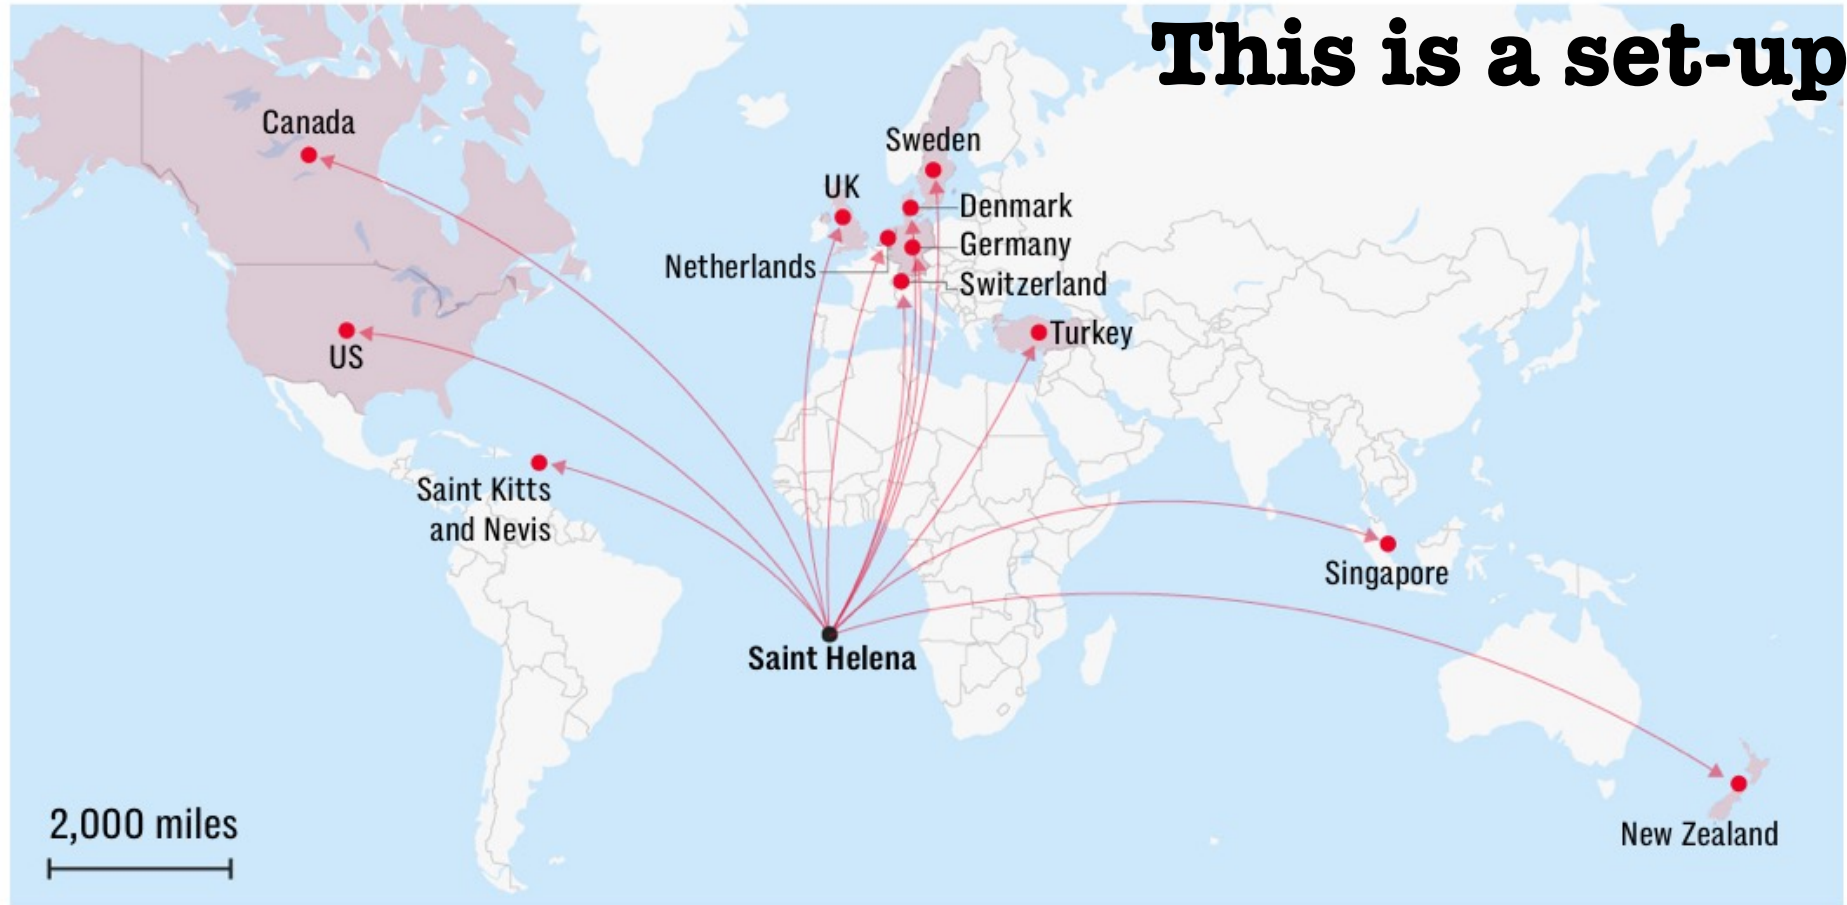 This is a set-up
Canada
Sweden
UK
Denmark
Germany
Netherlands
Switzerland
Turkey
US
Saint Kitts
and Nevis
Singapore
Saint Helena
2,000 miles
New Zealand